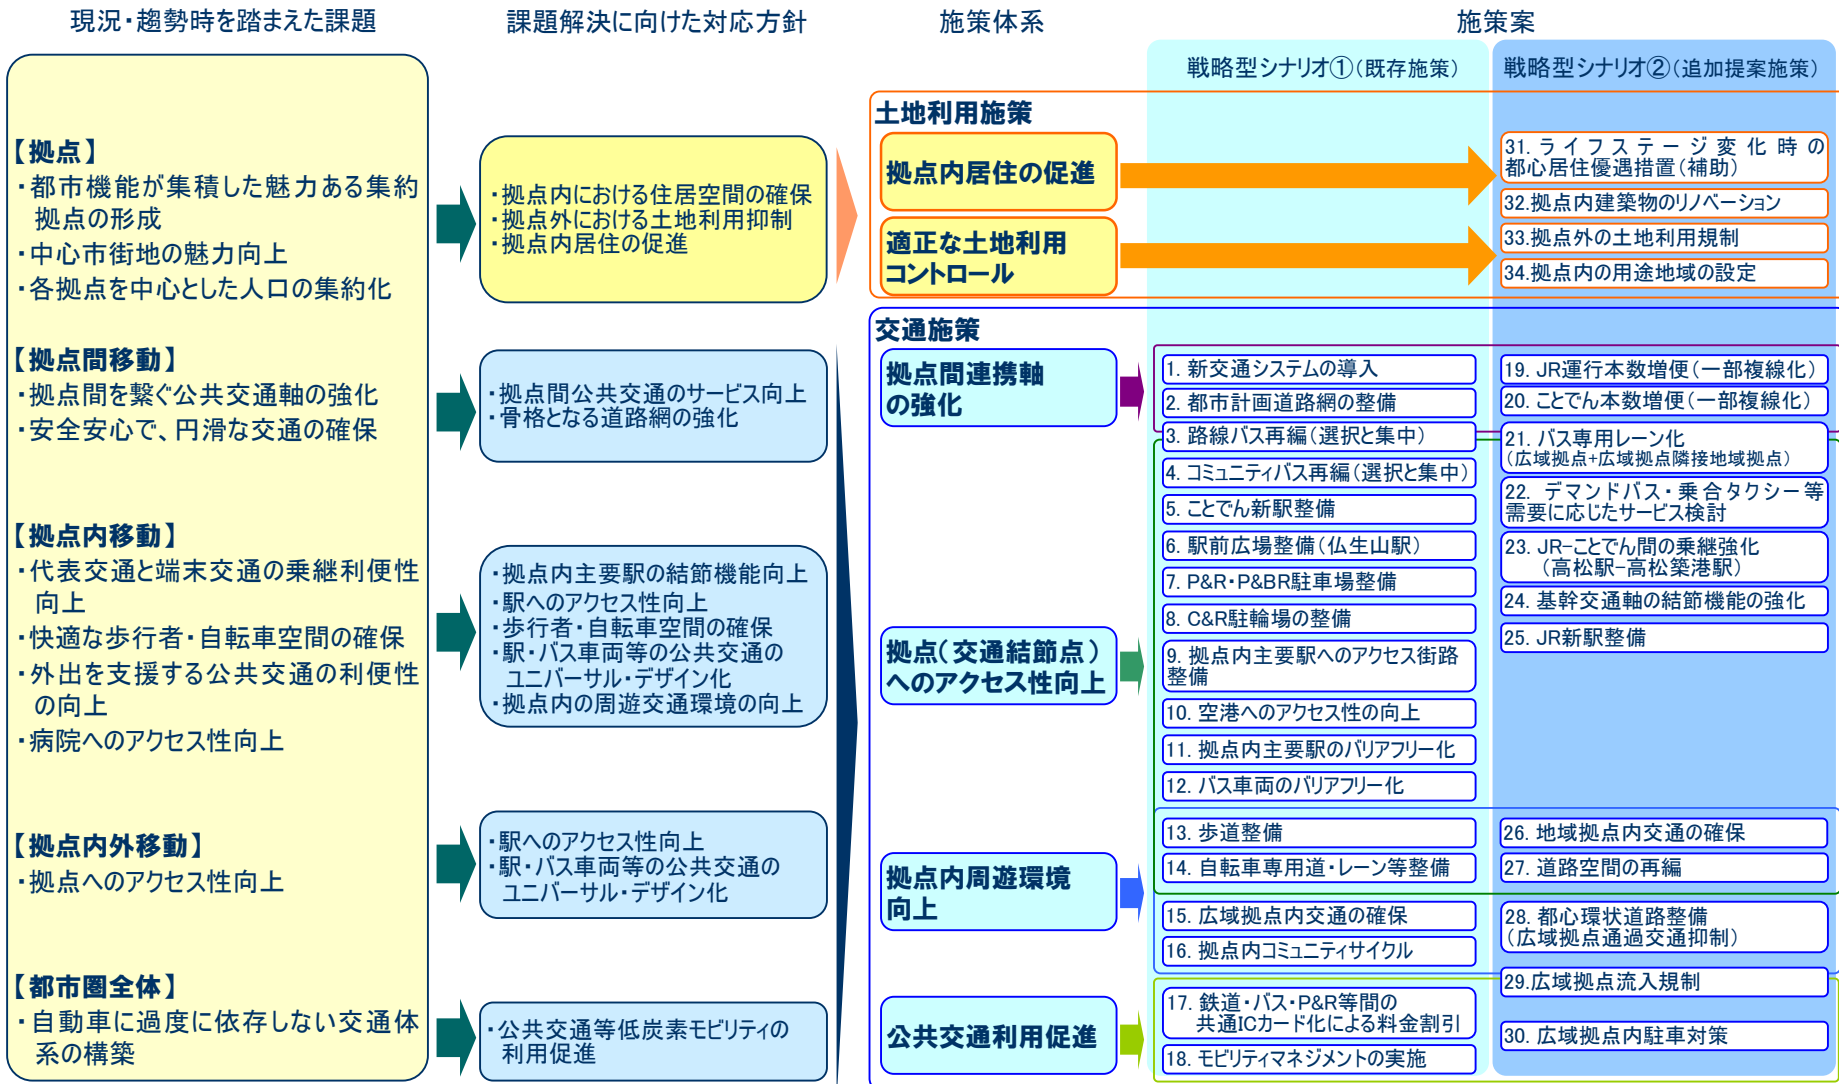 現況・趨勢時を踏まえた課題
課題解決に向けた対応方針
施策体系
施策案
戦略型シナリオ①(既存施策)
戦略型シナリオ②(追加提案施策)
【拠点】
・都市機能が集積した魅力ある集約
拠点の形成
・中心市街地の魅力向上
・各拠点を中心とした人口の集約化
【拠点間移動】
・拠点間を繋ぐ公共交通軸の強化
・安全安心で、円滑な交通の確保
【拠点内移動】
・代表交通と端末交通の乗継利便性
向上
・快適な歩行者・自転車空間の確保
・外出を支援する公共交通の利便性
の向上
・病院へのアクセス性向上
【拠点内外移動】
・拠点へのアクセス性向上
【都市圏全体】
・自動車に過度に依存しない交通体
系の構築
・拠点内における住居空間の確保
・拠点外における土地利用抑制
・拠点内居住の促進
・拠点間公共交通のサービス向上
・骨格となる道路網の強化
・拠点内主要駅の結節機能向上
・駅へのアクセス性向上
・歩行者・自転車空間の確保
・駅・バス車両等の公共交通の
ユニバーサル・デザイン化
・拠点内の周遊交通環境の向上
・駅へのアクセス性向上
・駅・バス車両等の公共交通の
ユニバーサル・デザイン化
・公共交通等低炭素モビリティの
利用促進
土地利用施策
拠点内居住の促進
適正な土地利用
コントロール
31.ライフステージ変化時の
都心居住優遇措置(補助)
32.拠点内建築物のリノベーション
33.拠点外の土地利用規制
34.拠点内の用途地域の設定
交通施策
拠点間連携軸
の強化
拠点(交通結節点)
へのアクセス性向上
拠点内周遊環境
向上
公共交通利用促進
1. 新交通システムの導入
2. 都市計画道路網の整備
3. 路線バス再編(選択と集中)
4. コミュニティバス再編(選択と集中)
5. ことでん新駅整備
6. 駅前広場整備(仏生山駅)
7. P&R・P&BR駐車場整備
8. C&R駐輪場の整備
9. 拠点内主要駅へのアクセス街路
整備
10. 空港へのアクセス性の向上
11. 拠点内主要駅のバリアフリー化
12. バス車両のバリアフリー化
13. 歩道整備
14. 自転車専用道・レーン等整備
15. 広域拠点内交通の確保
16. 拠点内コミュニティサイクル
17. 鉄道・バス・P&R等間の
共通ICカード化による料金割引
18. モビリティマネジメントの実施
19. JR運行本数増便(一部複線化)
20. ことでん本数増便(一部複線化)
21. バス専用レーン化
(広域拠点+広域拠点隣接地域拠点)
22. デマンドバス・乗合タクシー等
需要に応じたサービス検討
23. JR-ことでん間の乗継強化
(高松駅-高松築港駅)
24. 基幹交通軸の結節機能の強化
25. JR新駅整備
26. 地域拠点内交通の確保
27. 道路空間の再編
28. 都心環状道路整備
(広域拠点通過交通抑制)
29.広域拠点流入規制
30. 広域拠点内駐車対策